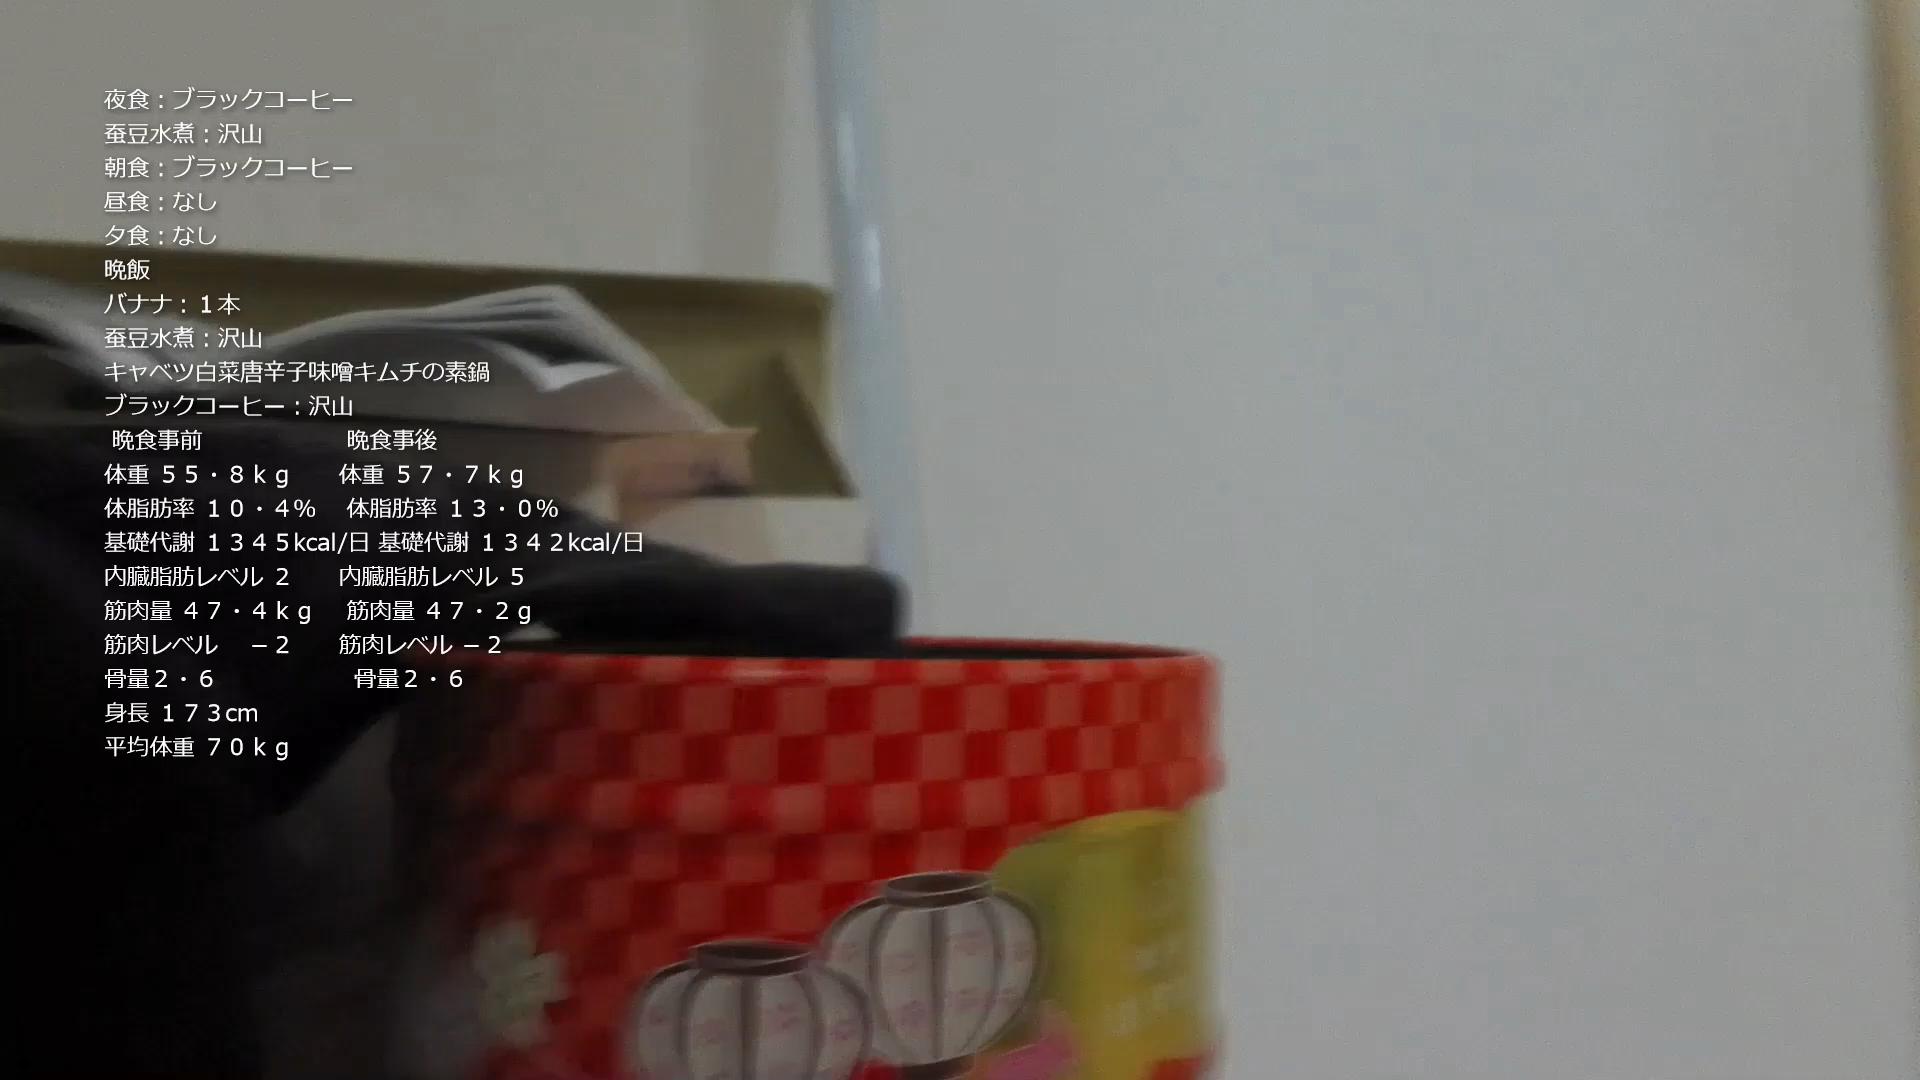 夜食：ブラックコーヒー
蚕豆水煮：沢山
朝食：ブラックコーヒー
昼食：なし
夕食：なし
晩飯
バナナ：１本
蚕豆水煮：沢山
キャベツ白菜唐辛子味噌キムチの素鍋
ブラックコーヒー：沢山
晩食事前　　　　　　晩食事後
体重 ５５・８ｋｇ　　体重 ５７・７ｋｇ
体脂肪率 １０・４%　 体脂肪率 １３・０%
基礎代謝 １３４５kcal/日 基礎代謝 １３４２kcal/日
内臓脂肪レベル ２　　内臓脂肪レベル ５
筋肉量 ４７・４ｋｇ　 筋肉量 ４７・２ｇ
筋肉レベル　 －２　　筋肉レベル －２
骨量２・６　　　　　　骨量２・６
身長 １７３cm
平均体重 ７０ｋｇ